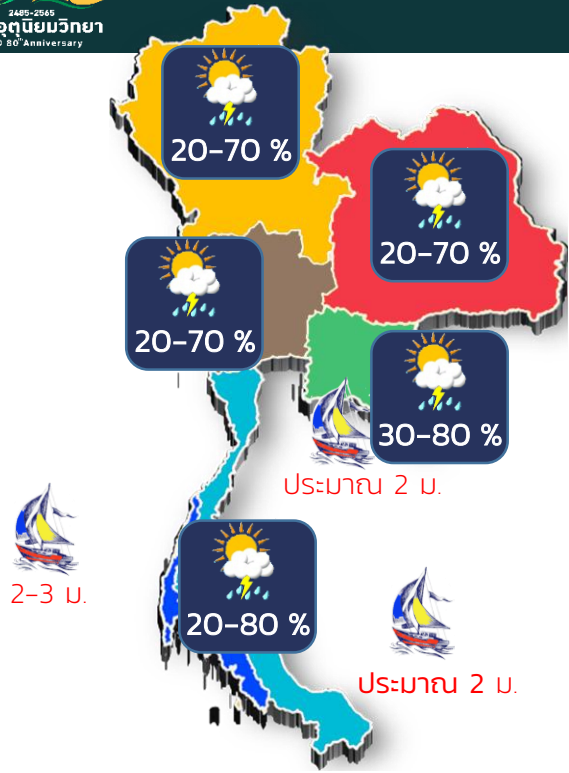 2485-2565
อุตุนิยมวิทยา
80th Anniversary
20-70 %
20-70 %
20-70 %
30-80 %
ประมาณ 2 ม.
2-3 ม.
20-80 %
ประมาณ 2 ม.